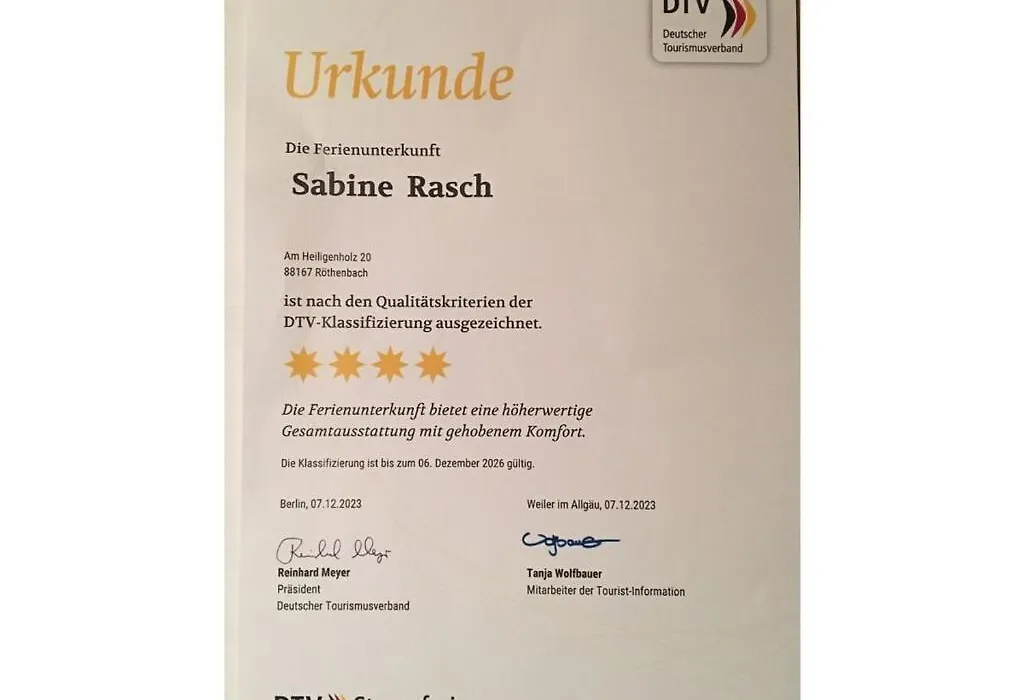 DTV
Deutscher
Tourismusverband
Urkunde
Die Ferienunterkunft
Sabine Rasch
Am Heiligenholz 20
88167 Röthenbach
ist nach den Qualitätskriterien der
DTV-Klassifizierung ausgezeichnet.
Die Ferienunterkunft bietet eine höherwertige
Gesamtausstattung mit gehobenem Komfort.
Die Klassifizierung ist bis zum 06. Dezember 2026 gültig.
Berlin, 07.12.2023
Weiler im Allgäu, 07.12.2023
Reinhard Meyer
Präsident
Deutscher Tourismusverband
Tanja Wolfbauer
Mitarbeiter der Tourist-Information
DTV